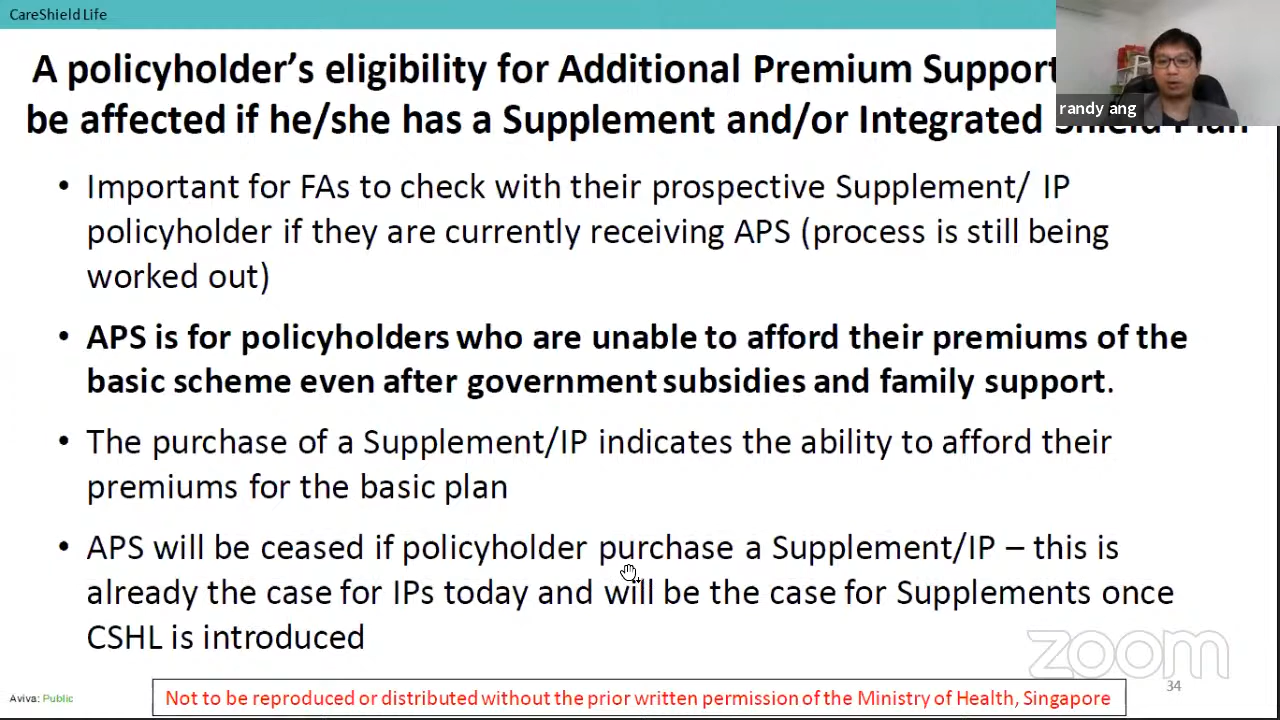 CareShield Life
A policyholder's eligibility for Additional Premium Support
be affected if he/she has a Supplement and/or Integrated Shield Plan
randy ang
• Important for FAs to check with their prospective Supplement/ IP
policyholder if they are currently receiving APS (process is still being
worked out)
• APS is for policyholders who are unable to afford their premiums of the
basic scheme even after government subsidies and family support.
• The purchase of a Supplement/IP indicates the ability to afford their
premiums for the basic plan
• APS will be ceased if policyholder purchase a Supplement/IP – this is
already the case for IPs today and will be the case for Supplements once
CSHL is introduced
zoom
34
Aviva: Public
Not to be reproduced or distributed without the prior written permission of the Ministry of Health, Singapore